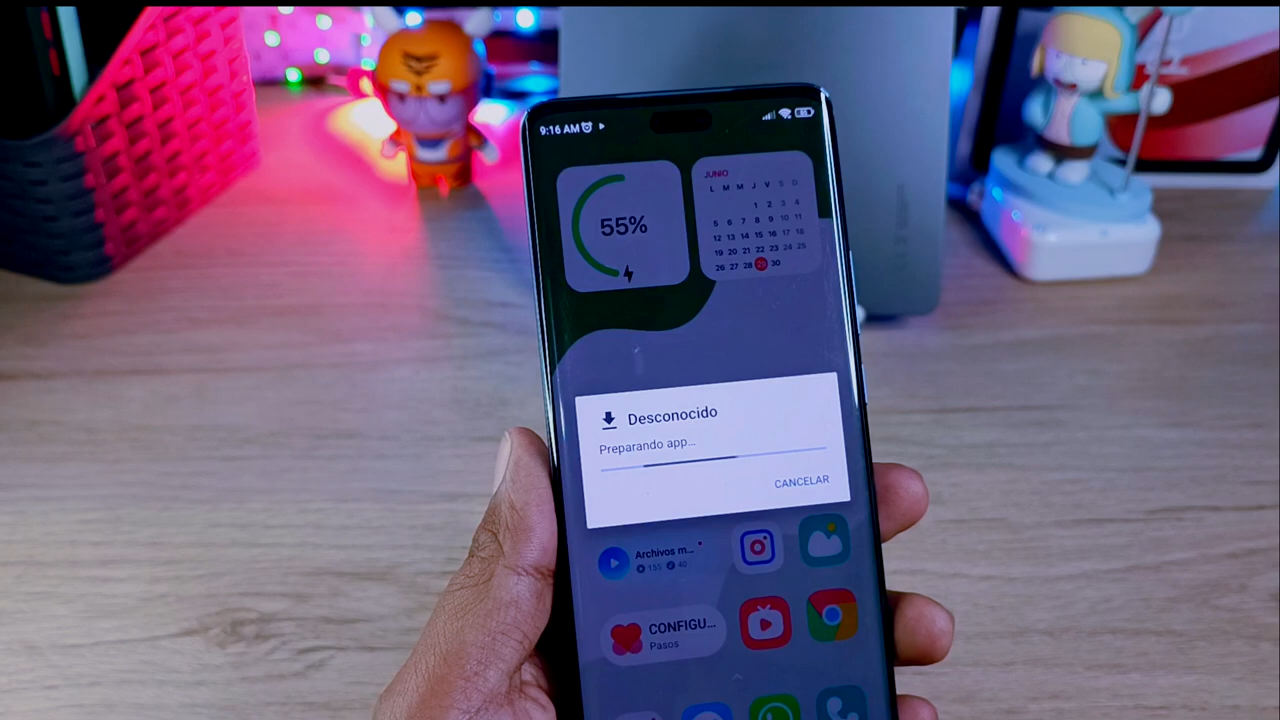 9:16 AM
55%
JUNIO
L M M J V S D
1 2 3 4
5 6 7 8 9 10 11
12 13 14 15 16 17 18
19 20 21 22 23 24 25
26 27 28 29 30
Desconocido
Preparando app...
CANCELAR
Archivos m...
155 40
CONFIGU...
Pasos